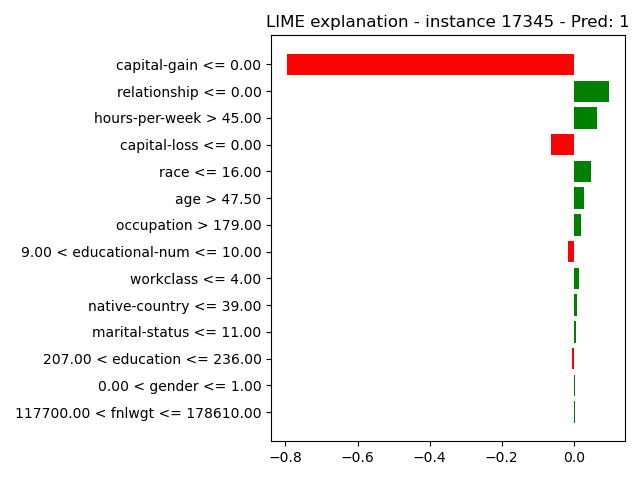 LIME explanation - instance 17345 - Pred: 1
capital-gain <= 0.00
relationship <= 0.00
hours-per-week > 45.00
capital-loss <= 0.00
race <= 16.00
age > 47.50
occupation > 179.00
9.00 < educational-num <= 10.00
workclass <= 4.00
native-country <= 39.00
marital-status <= 11.00
207.00 < education <= 236.00
0.00 < gender <= 1.00
117700.00 < fnlwgt <= 178610.00
−0.8 −0.6 −0.4 −0.2 0.0